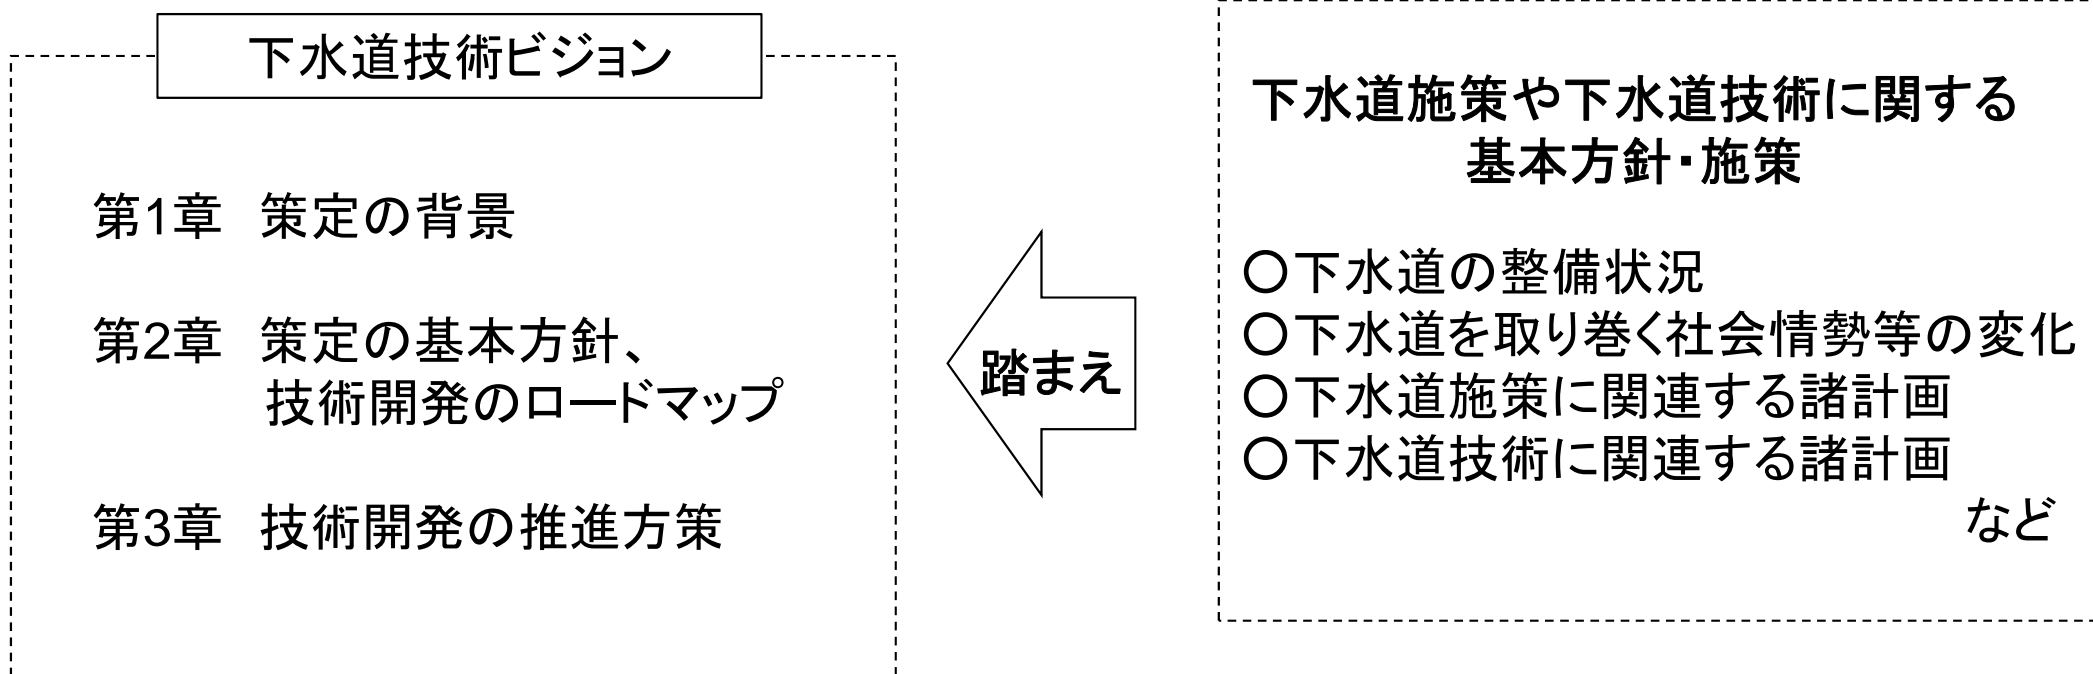 下水道技術ビジョン
第1章　策定の背景
第2章　策定の基本方針、
技術開発のロードマップ
第3章　技術開発の推進方策
踏まえ
下水道施策や下水道技術に関する
基本方針・施策
○下水道の整備状況
○下水道を取り巻く社会情勢等の変化
○下水道施策に関連する諸計画
○下水道技術に関連する諸計画
など